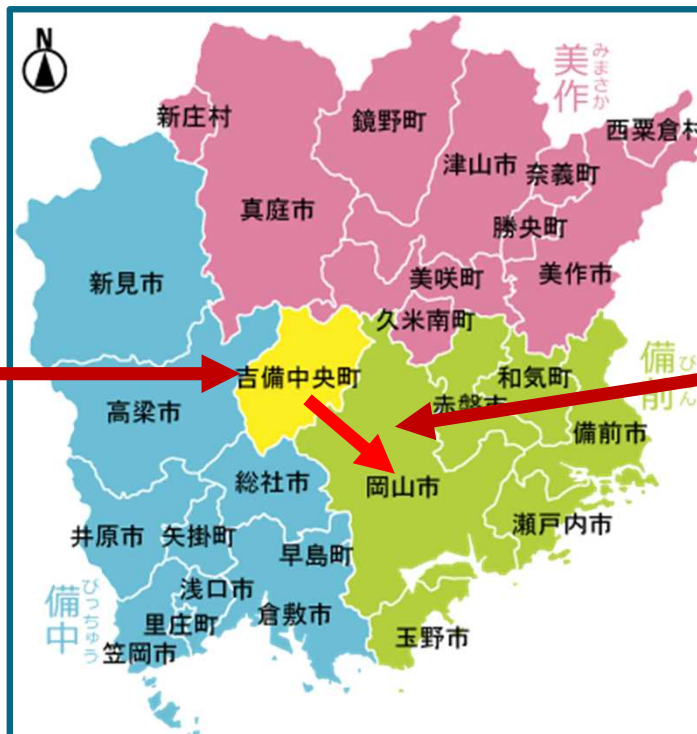 N
みまさか
美作
新庄村
鏡野町
西粟倉村
津山市
奈義町
真庭市
勝央町
新見市
美咲町
美作市
久米南町
吉備中央町
和気町
びぜん
備前
高梁市
赤磐市
備前市
総社市
岡山市
井原市
矢掛町
瀬戸内市
早島町
びっちゅう
備中
浅口市
倉敷市
里庄町
玉野市
笠岡市